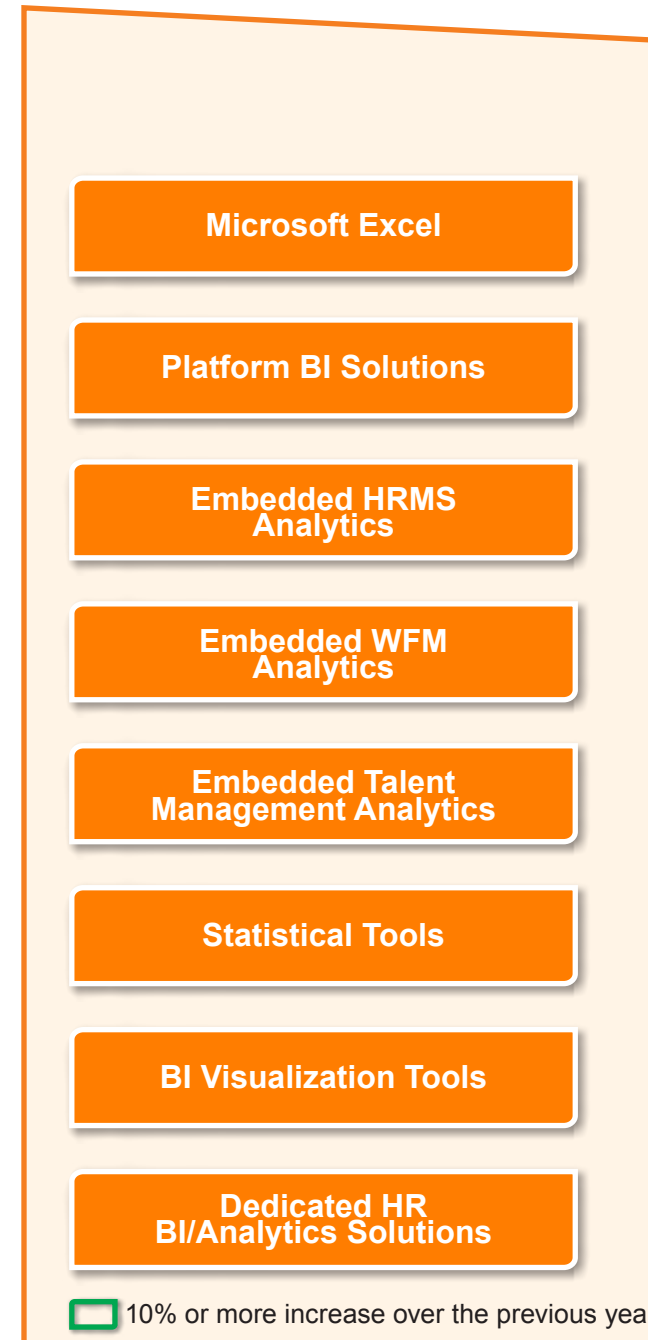 Microsoft Excel
Platform BI Solutions
Embedded HRMS
Analytics
Embedded WFM
Analytics
Embedded Talent
Management Analytics
Statistical Tools
BI Visualization Tools
Dedicated HR
BI/Analytics Solutions
10% or more increase over the previous yea